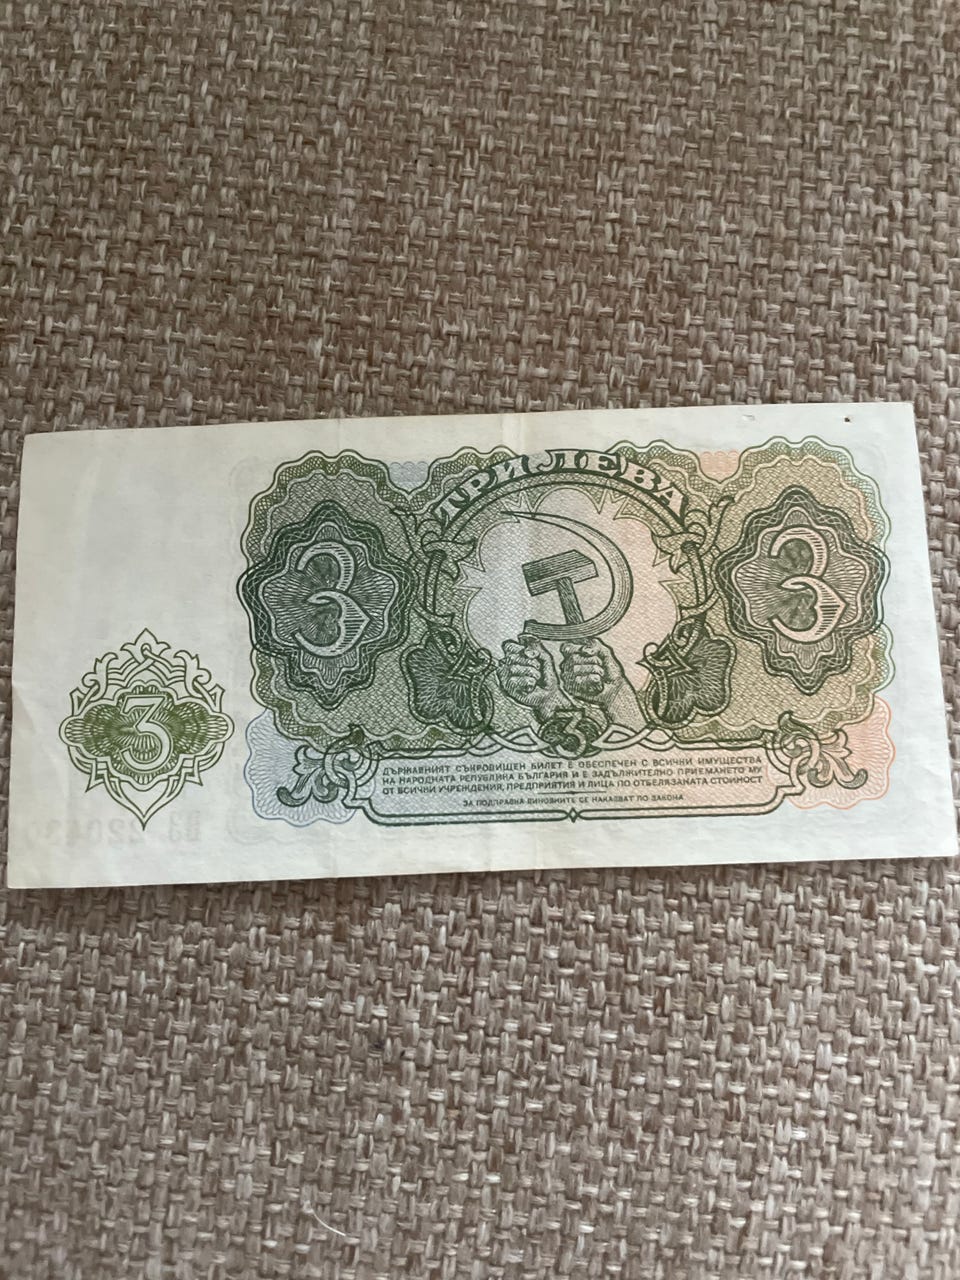 ТРИ ЛЕВА
3
3
3
3
ДЪРЖАВНИЯТ СЪКРОВИЩЕН БИЛЕТ Е ОБЕСПЕЧЕН С ВСИЧКИ ИМУЩЕСТВА
НА НАРОДНАТА РЕПУБЛИКА БЪЛГАРИЯ И Е ЗАДЪЛЖИТЕЛНО ПРИЕМАНЕТО МУ
ОТ ВСИЧКИ УЧРЕЖДЕНИЯ, ПРЕДПРИЯТИЯ И ЛИЦА ПО ОТБЕЛЯЗАНАТА СТОЙНОСТ
ЗА ПОДПРАВКА ВИНОВНИТЕ СЕ НАКАЗВАТ ПО ЗАКОНА